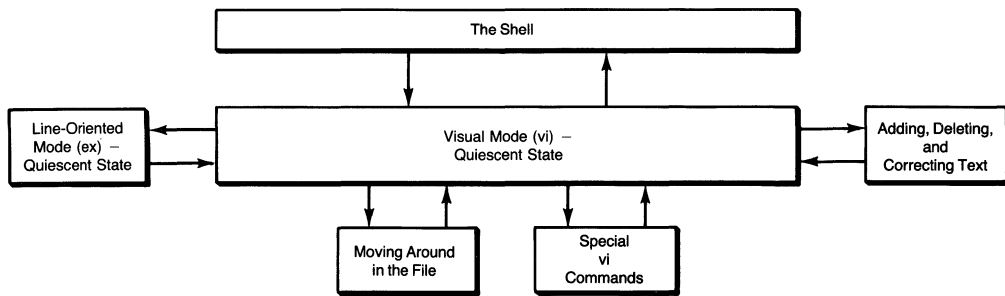 The Shell
Line-Oriented
Mode (ex) –
Quiescent State
Visual Mode (vi) –
Quiescent State
Adding, Deleting,
and
Correcting Text
Moving Around
in the File
Special
vi
Commands